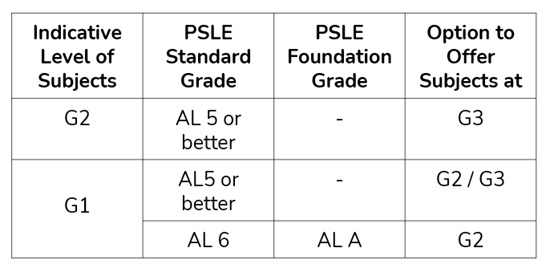 Indicative Level of Subjects | PSLE Standard Grade | PSLE Foundation Grade | Option to Offer Subjects at
G2 | AL 5 or better | - | G3
G1 | AL5 or better | - | G2 / G3
AL 6 | AL A | G2